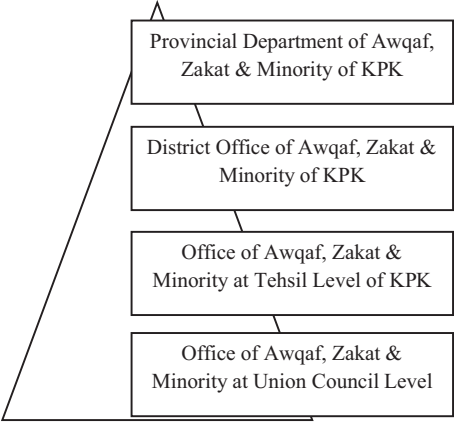 Provincial Department of Awqaf,
Zakat & Minority of KPK
District Office of Awqaf, Zakat &
Minority of KPK
Office of Awqaf, Zakat &
Minority at Tehsil Level of KPK
Office of Awqaf, Zakat &
Minority at Union Council Level